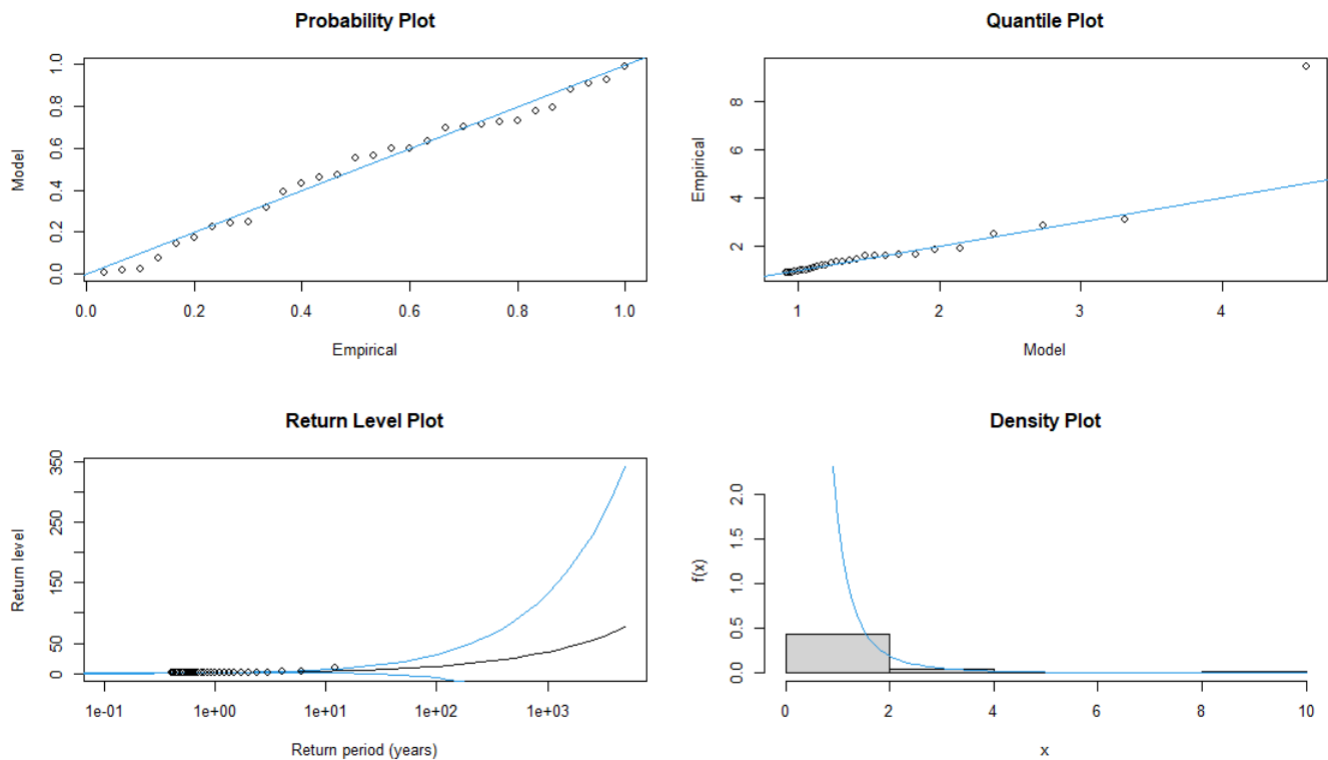 Probability Plot
Model
0.0 0.2 0.4 0.6 0.8 1.0
0.0 0.2 0.4 0.6 0.8 1.0
Empirical
Quantile Plot
Empirical
2 4 6 8
1 2 3 4
Model
Return Level Plot
Return level
0 50 150 250 350
1e-01 1e+00 1e+01 1e+02 1e+03
Return period (years)
Density Plot
f(x)
0.0 0.5 1.0 1.5 2.0
0 2 4 6 8 10
x